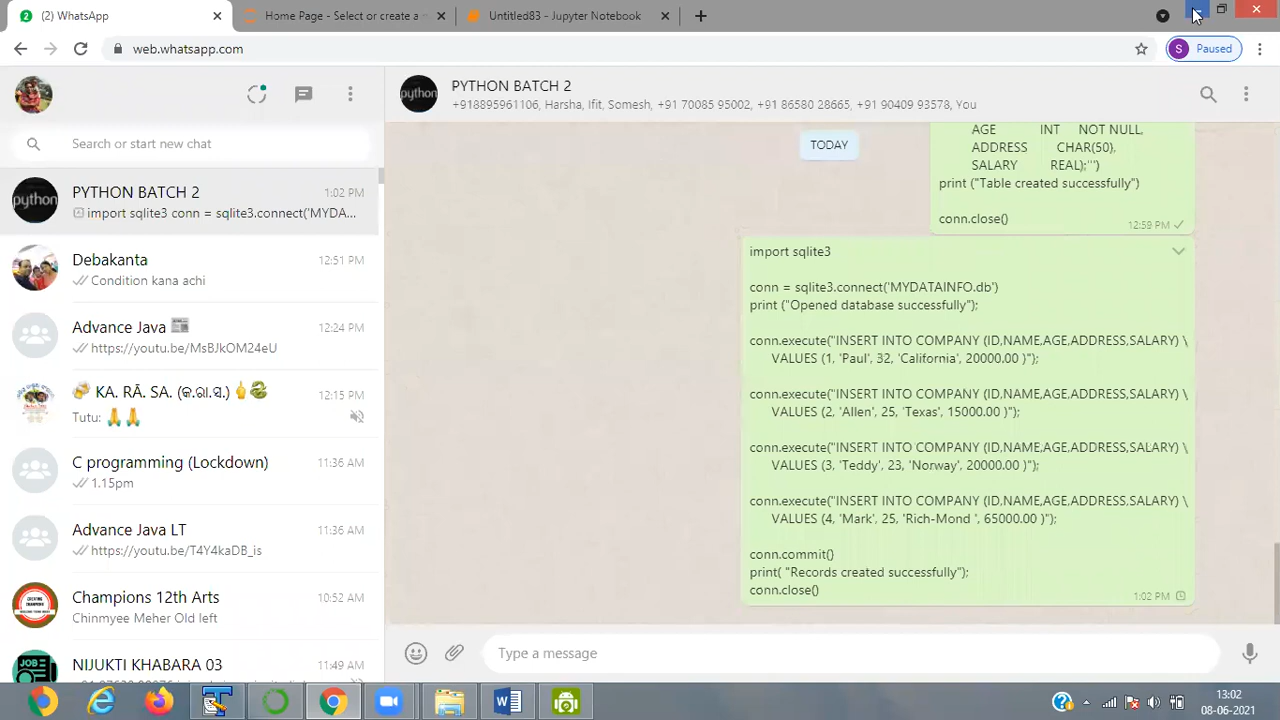 (2) WhatsApp
Home Page - Select or create a
Untitled83 - Jupyter Notebook
web.whatsapp.com
S Paused
PYTHON BATCH 2
+918895961106, Harsha, Ifit, Somesh, +91 70085 95002, +91 86580 28665, +91 90409 93578, You
Search or start new chat
PYTHON BATCH 2 1:02 PM
import sqlite3 conn = sqlite3.connect('MYDA...
Debakanta 12:51 PM
Condition kana achi
Advance Java 12:24 PM
https://youtu.be/MsBJkOM24eU
KA. RĀ. SA. (କ.ରା.ସା.) 12:15 PM
Tutu: 🙏🙏
C programming (Lockdown) 11:36 AM
1.15pm
Advance Java LT 11:36 AM
https://youtu.be/T4Y4kaDB_is
Champions 12th Arts 10:52 AM
Chinmyee Meher Old left
NIJUKTI KHABARA 03 11:49 AM
python
TODAY
AGE INT NOT NULL,
ADDRESS CHAR(50),
SALARY REAL);''')
print ("Table created successfully")
conn.close()
12:59 PM
import sqlite3
conn = sqlite3.connect('MYDATAINFO.db')
print ("Opened database successfully");
conn.execute("INSERT INTO COMPANY (ID,NAME,AGE,ADDRESS,SALARY) \
VALUES (1, 'Paul', 32, 'California', 20000.00 )");
conn.execute("INSERT INTO COMPANY (ID,NAME,AGE,ADDRESS,SALARY) \
VALUES (2, 'Allen', 25, 'Texas', 15000.00 )");
conn.execute("INSERT INTO COMPANY (ID,NAME,AGE,ADDRESS,SALARY) \
VALUES (3, 'Teddy', 23, 'Norway', 20000.00 )");
conn.execute("INSERT INTO COMPANY (ID,NAME,AGE,ADDRESS,SALARY) \
VALUES (4, 'Mark', 25, 'Rich-Mond ', 65000.00 )");
conn.commit()
print( "Records created successfully");
conn.close()
1:02 PM
Type a message
13:02
08-06-2021